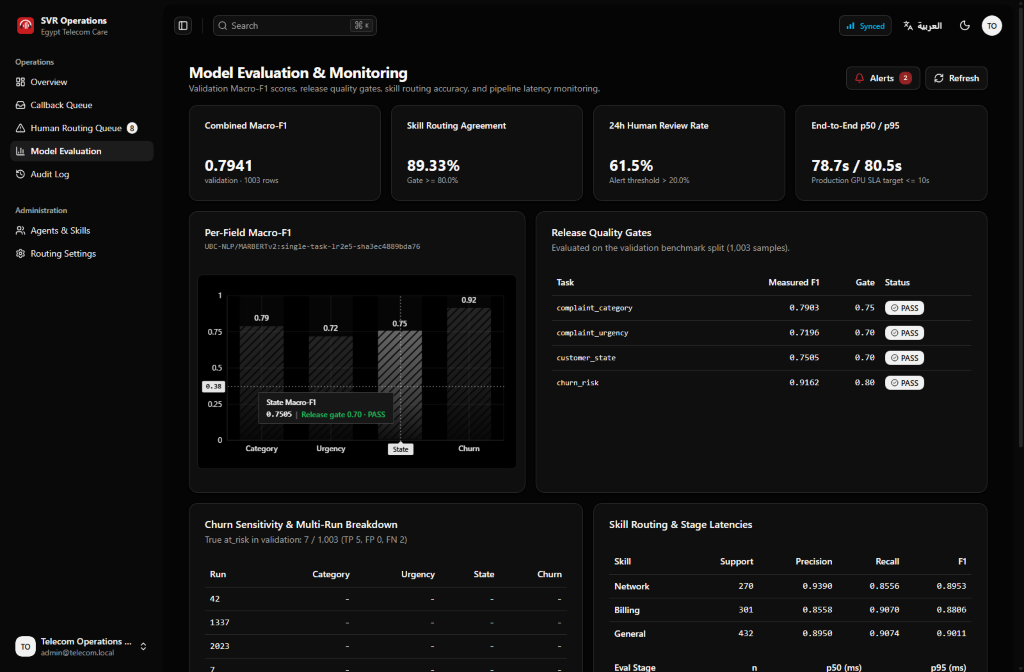 SVR Operations
Egypt Telecom Care
Search
⌘ K
Synced
العربية
TO
Operations
Overview
Callback Queue
Human Routing Queue 8
Model Evaluation
Audit Log
Administration
Agents & Skills
Routing Settings
Model Evaluation & Monitoring
Validation Macro-F1 scores, release quality gates, skill routing accuracy, and pipeline latency monitoring.
Alerts 2
Refresh
Combined Macro-F1
0.7941
validation · 1003 rows
Skill Routing Agreement
89.33%
Gate >= 80.0%
24h Human Review Rate
61.5%
Alert threshold > 20.0%
End-to-End p50 / p95
78.7s / 80.5s
Production GPU SLA target <= 10s
Per-Field Macro-F1
UBC-NLP/MARBERTv2:single-task-lr2e5-sha3ec4889bda76
1
0.75
0.5
0.38
0.25
0
0.79
0.72
0.75
0.92
State Macro-F1
0.7505 | Release gate 0.70 · PASS
Category Urgency State Churn
Release Quality Gates
Evaluated on the validation benchmark split (1,003 samples).
Task Measured F1 Gate Status
complaint_category 0.7903 0.75 PASS
complaint_urgency 0.7196 0.70 PASS
customer_state 0.7505 0.70 PASS
churn_risk 0.9162 0.80 PASS
Churn Sensitivity & Multi-Run Breakdown
True at_risk in validation: 7 / 1,003 (TP 5, FP 0, FN 2)
Run Category Urgency State Churn
42 - - - -
1337 - - - -
2023 - - - -
7 - - - -
Skill Routing & Stage Latencies
Skill Support Precision Recall F1
Network 270 0.9390 0.8556 0.8953
Billing 301 0.8558 0.9070 0.8806
General 432 0.8950 0.9074 0.9011
Eval Stage n p50 (ms) p95 (ms)
TO
Telecom Operations ...
admin@telecom.local